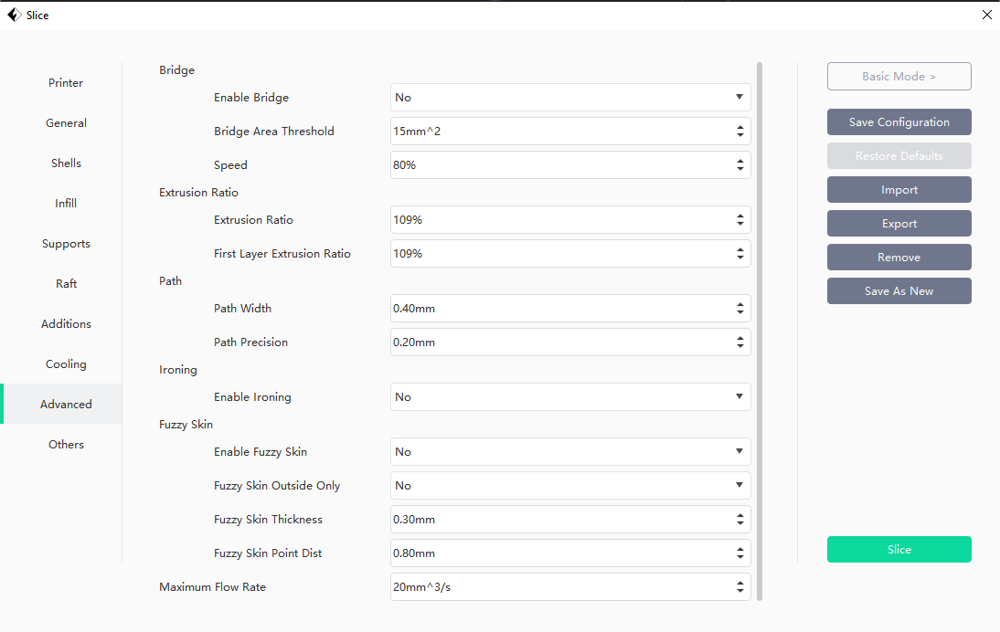 Slice
Printer
General
Shells
Infill
Supports
Raft
Additions
Cooling
Advanced
Others
Bridge
Enable Bridge No
Bridge Area Threshold 15mm^2
Speed 80%
Extrusion Ratio
Extrusion Ratio 109%
First Layer Extrusion Ratio 109%
Path
Path Width 0.40mm
Path Precision 0.20mm
Ironing
Enable Ironing No
Fuzzy Skin
Enable Fuzzy Skin No
Fuzzy Skin Outside Only No
Fuzzy Skin Thickness 0.30mm
Fuzzy Skin Point Dist 0.80mm
Maximum Flow Rate 20mm^3/s
Basic Mode >
Save Configuration
Restore Defaults
Import
Export
Remove
Save As New
Slice